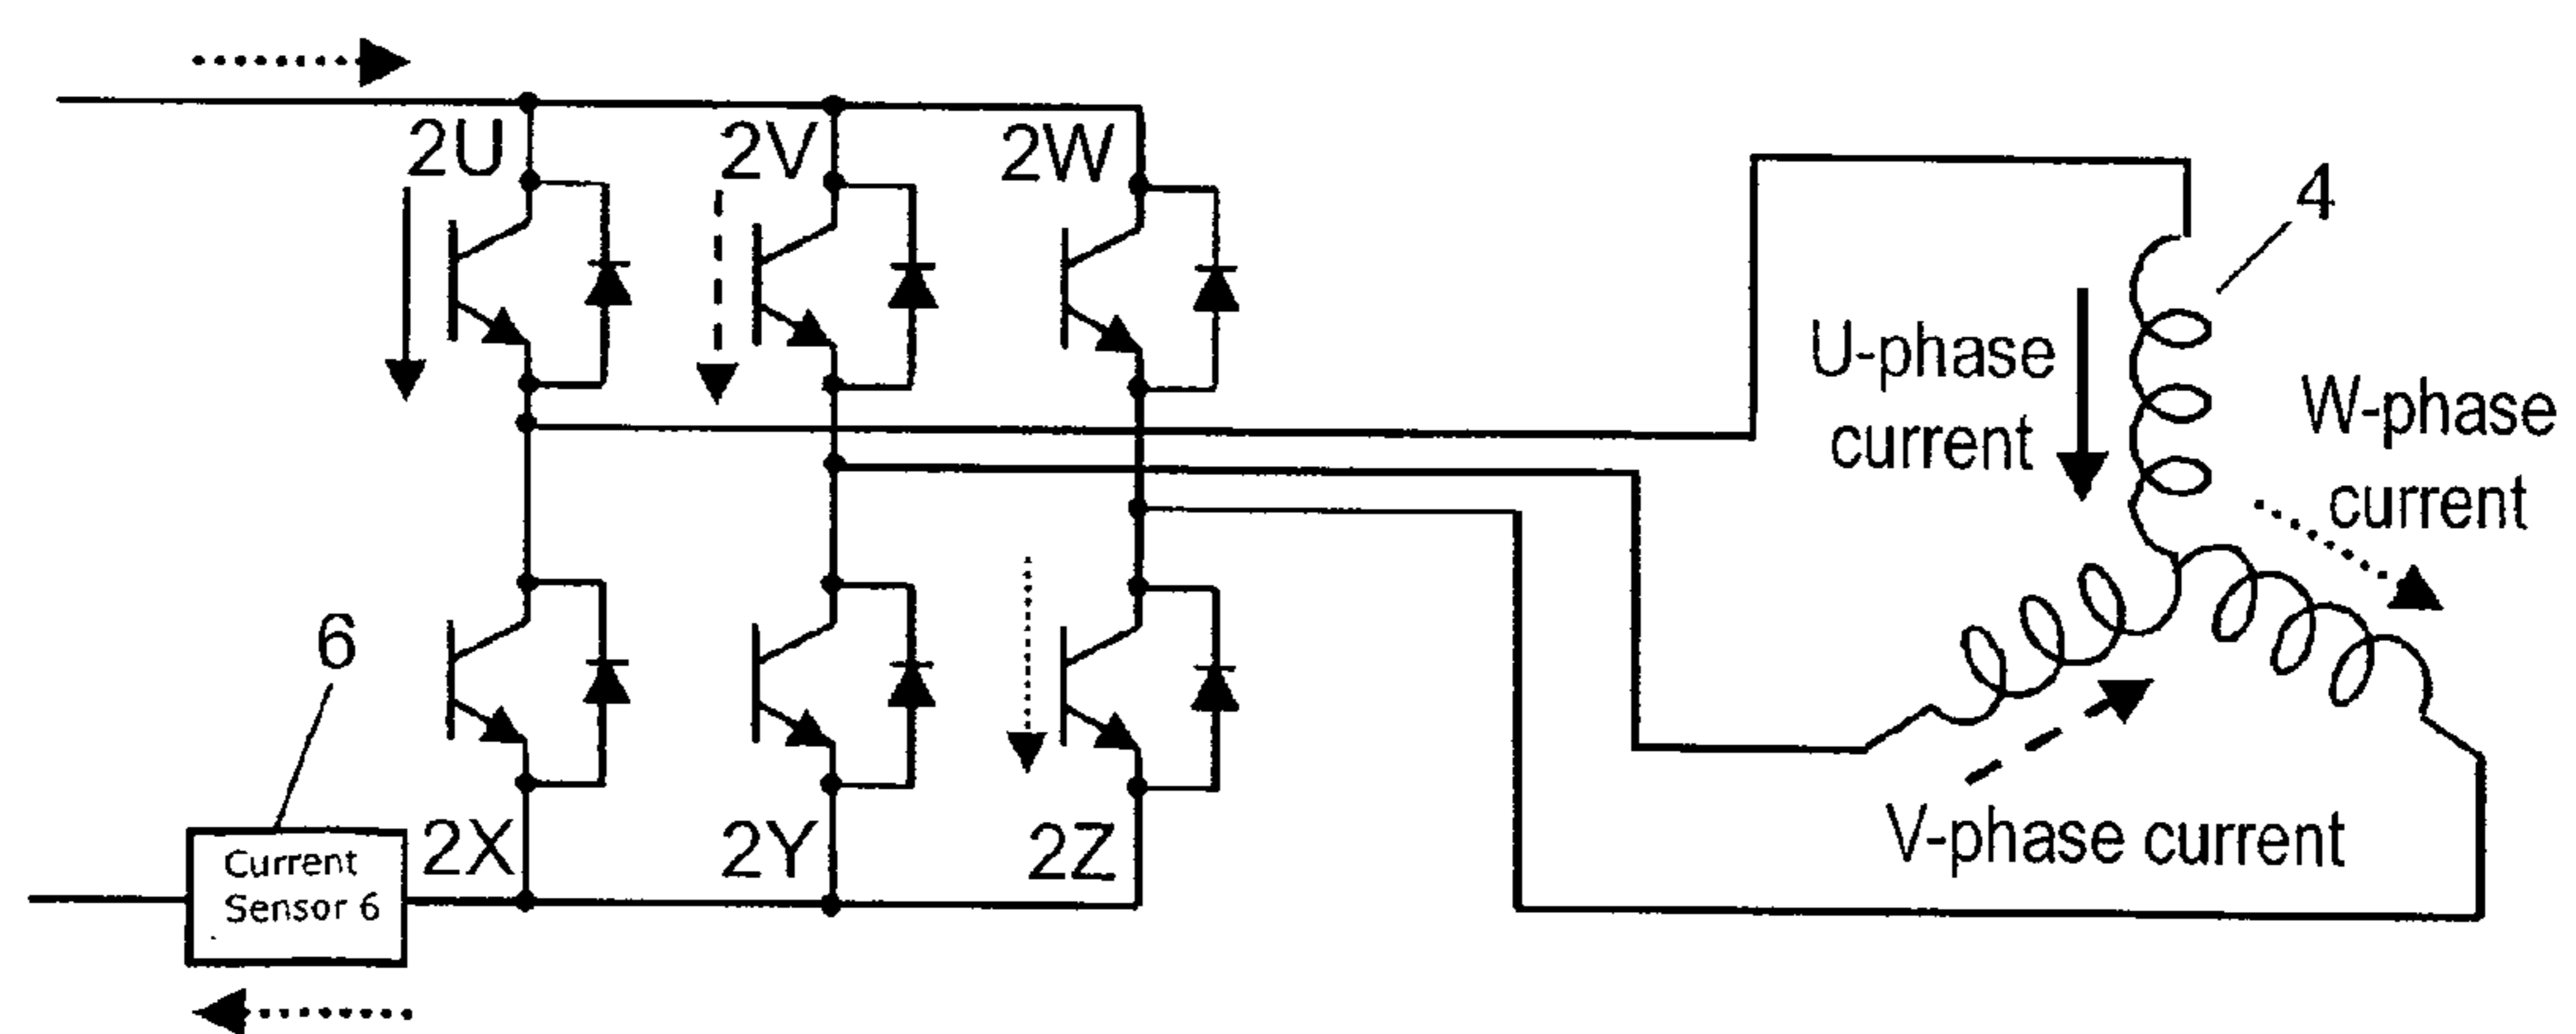 2U
2V
2W
4
U-phase
current
W-phase
current
6
2X
2Y
2Z
V-phase current
Current
Sensor 6